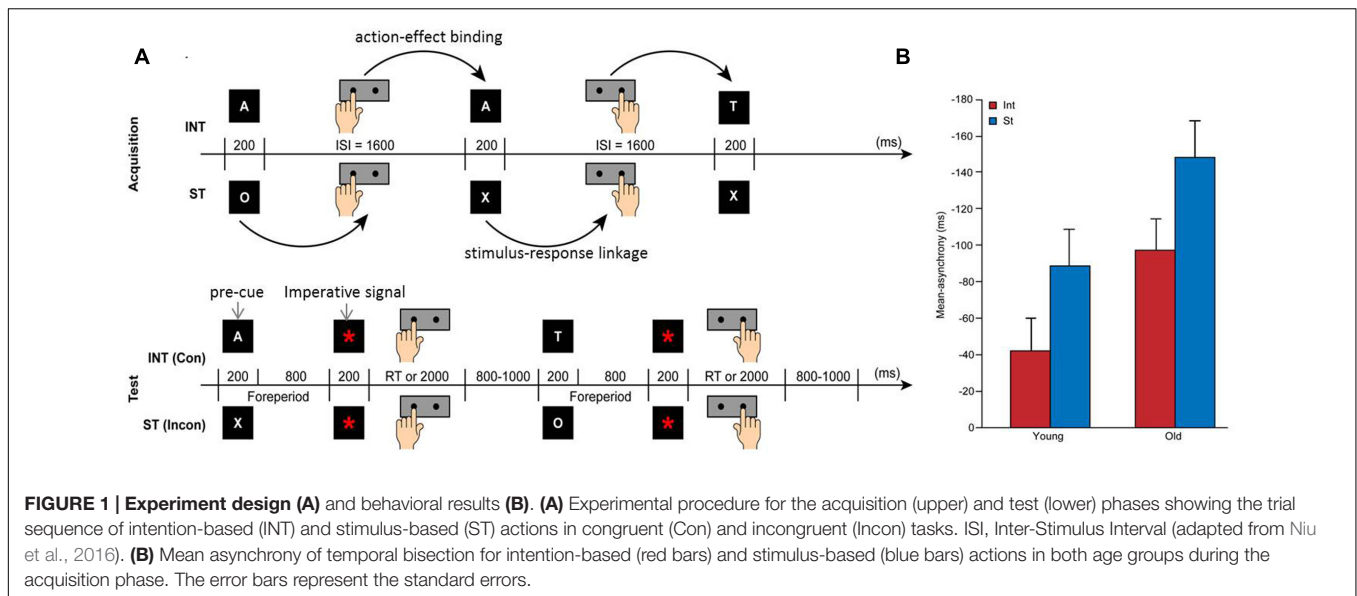 A
B
action-effect binding
Acquisition
INT
A
A
T
200
ISI = 1600
200
ISI = 1600
200
(ms)
ST
O
X
X
stimulus-response linkage
pre-cue
Imperative signal
Test
INT (Con)
A
*
T
*
200
800
200
RT or 2000
800-1000
200
800
200
RT or 2000
800-1000
(ms)
Foreperiod
Foreperiod
ST (Incon)
X
*
O
*
Mean-asynchrony (ms)
-180
-160
-140
-120
-100
-80
-60
-40
-20
0
Int
St
Young
Old
FIGURE 1 | Experiment design (A) and behavioral results (B). (A) Experimental procedure for the acquisition (upper) and test (lower) phases showing the trial
sequence of intention-based (INT) and stimulus-based (ST) actions in congruent (Con) and incongruent (Incon) tasks. ISI, Inter-Stimulus Interval (adapted from Niu
et al., 2016). (B) Mean asynchrony of temporal bisection for intention-based (red bars) and stimulus-based (blue bars) actions in both age groups during the
acquisition phase. The error bars represent the standard errors.